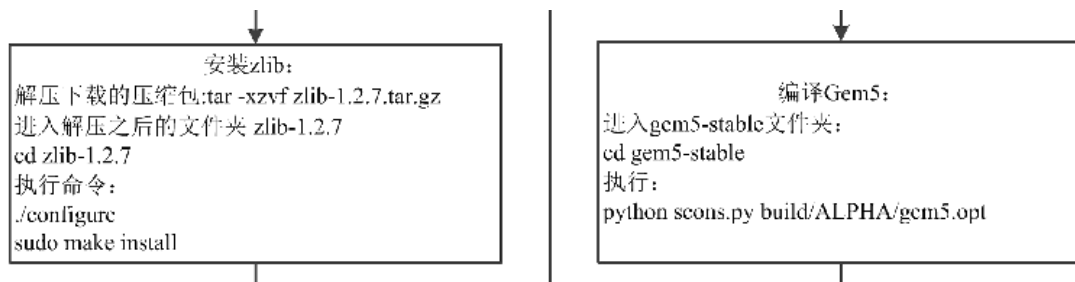 安装zlib：
解压下载的压缩包:tar -xzvf zlib-1.2.7.tar.gz
进入解压之后的文件夹 zlib-1.2.7
cd zlib-1.2.7
执行命令：
./configure
sudo make install
编译Gem5：
进入gem5-stable文件夹：
cd gem5-stable
执行：
python scons.py build/ALPHA/gem5.opt